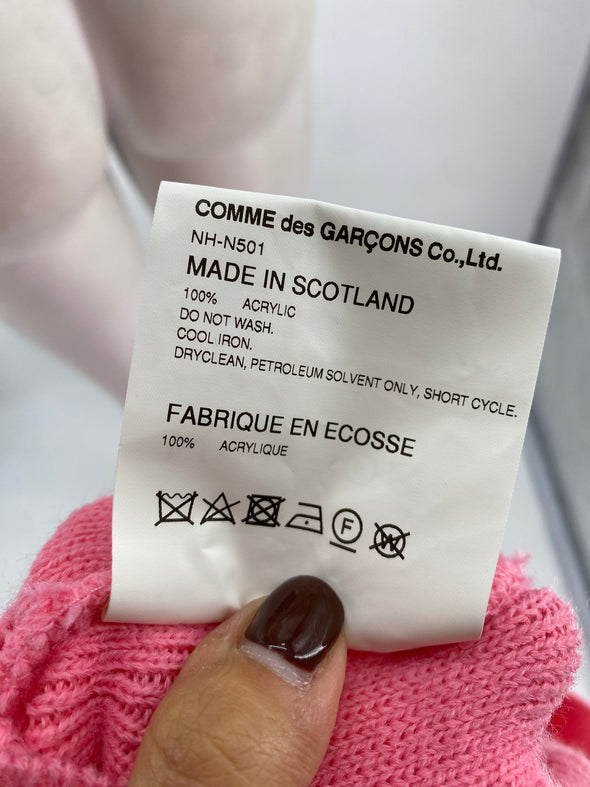 COMME des GARÇONS Co.,Ltd.
NH-N501
MADE IN SCOTLAND
100% ACRYLIC
DO NOT WASH.
COOL IRON.
DRYCLEAN, PETROLEUM SOLVENT ONLY, SHORT CYCLE.
FABRIQUE EN ECOSSE
100% ACRYLIQUE
F W